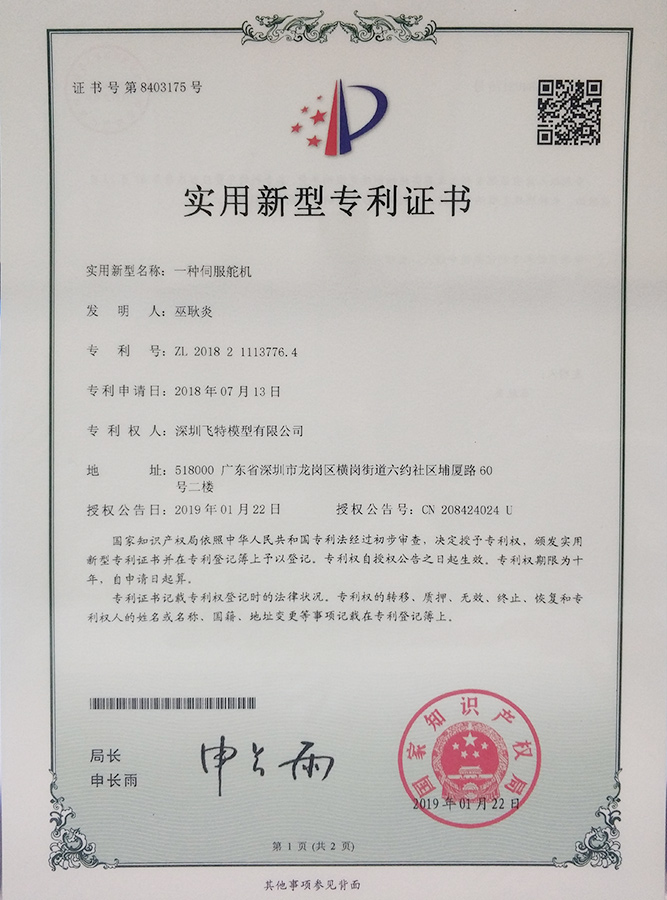 证书号第8403175号
实用新型专利证书
实用新型名称：一种伺服舵机
发明人：巫耿炎
专利号：ZL 2018 2 1113776.4
专利申请日：2018年07月13日
专利权人：深圳飞特模型有限公司
地址：518000 广东省深圳市龙岗区横岗街道六约社区埔厦路60
号二楼
授权公告日：2019年01月22日 授权公告号：CN 208424024 U
国家知识产权局依照中华人民共和国专利法经过初步审查，决定授予专利权，颁发实用
新型专利证书并在专利登记簿上予以登记。专利权自授权公告之日起生效。专利权期限为十
年，自申请日起算。
专利证书记载专利权登记时的法律状况。专利权的转移、质押、无效、终止、恢复和专
利权人的姓名或名称、国籍、地址变更等事项记载在专利登记簿上。
局长
申长雨
申长雨
国家知识产权局
2019年01月22日
第1页(共2页)
其他事项参见背面